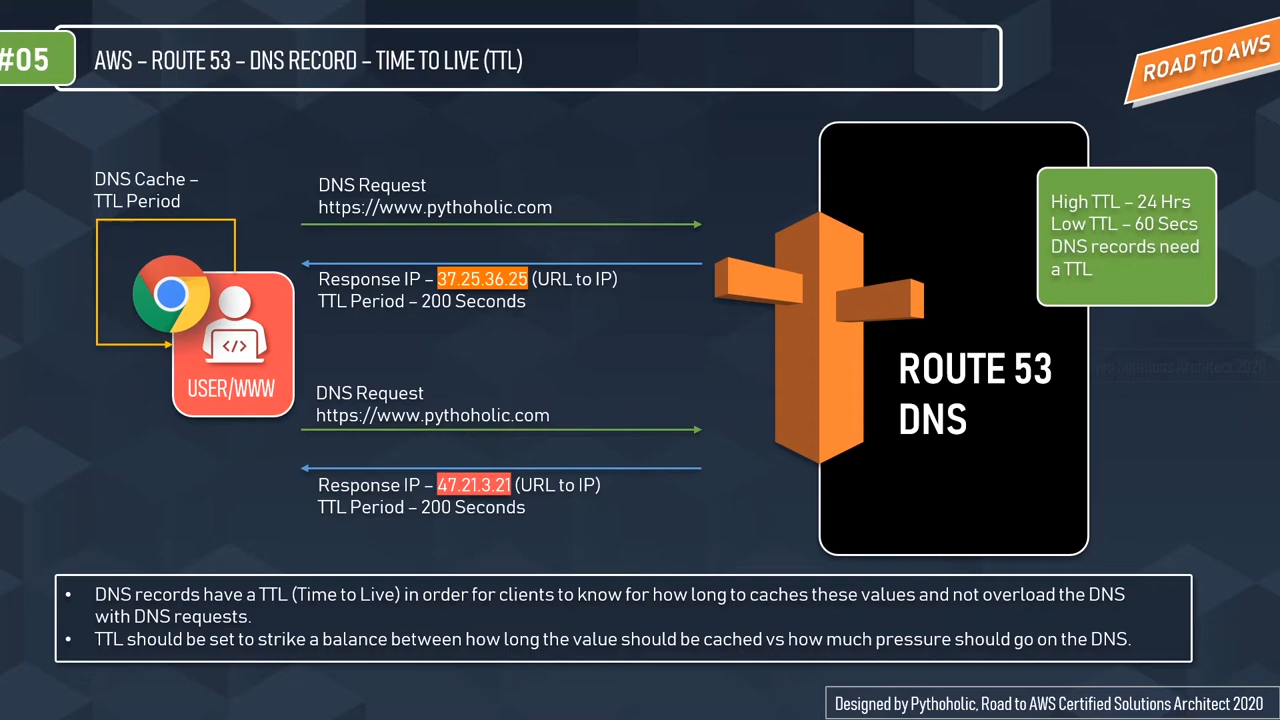 #05
AWS – ROUTE 53 – DNS RECORD – TIME TO LIVE (TTL)
ROAD TO AWS
DNS Cache –
TTL Period
DNS Request
https://www.pythoholic.com
High TTL – 24 Hrs
Low TTL – 60 Secs
DNS records need
a TTL
Response IP – 37.25.36.25 (URL to IP)
TTL Period – 200 Seconds
</>
USER/WWW
ROUTE 53
DNS
Solutions Architect 2020
DNS Request
https://www.pythoholic.com
Response IP – 47.21.3.21 (URL to IP)
TTL Period – 200 Seconds
• DNS records have a TTL (Time to Live) in order for clients to know for how long to caches these values and not overload the DNS
with DNS requests.
• TTL should be set to strike a balance between how long the value should be cached vs how much pressure should go on the DNS.
Designed by Pythoholic, Road to AWS Certified Solutions Architect 2020